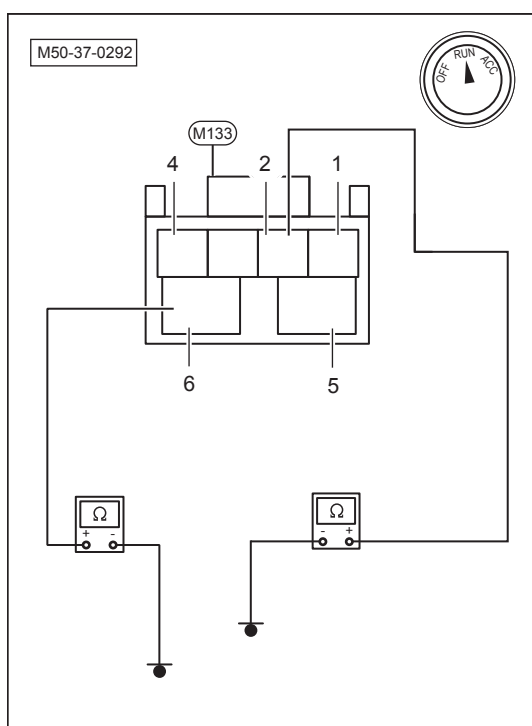 M50-37-0292
OFF RUN ACC
M133
4 2 1
6 5
Ω
+ -
Ω
- +